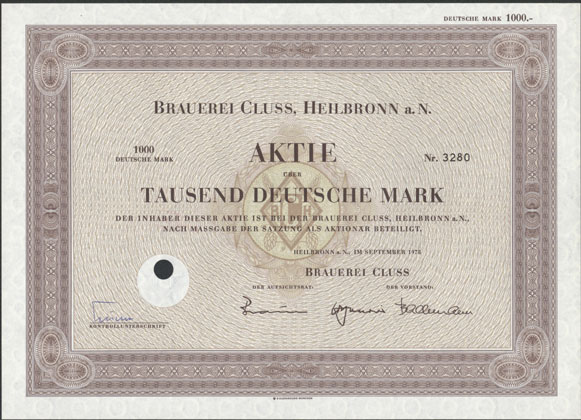 DEUTSCHE MARK 1000.-
BRAUEREI CLUSS, HEILBRONN a. N.
1000
DEUTSCHE MARK
AKTIE
Nr. 3280
ÜBER
TAUSEND DEUTSCHE MARK
DER INHABER DIESER AKTIE IST BEI DER BRAUEREI CLUSS, HEILBRONN a.N.,
NACH MASSGABE DER SATZUNG ALS AKTIONÄR BETEILIGT.
HEILBRONN a.N., IM SEPTEMBER 1978
BRAUEREI CLUSS
DER AUFSICHTSRAT:
DER VORSTAND:
KONTROLLUNTERSCHRIFT